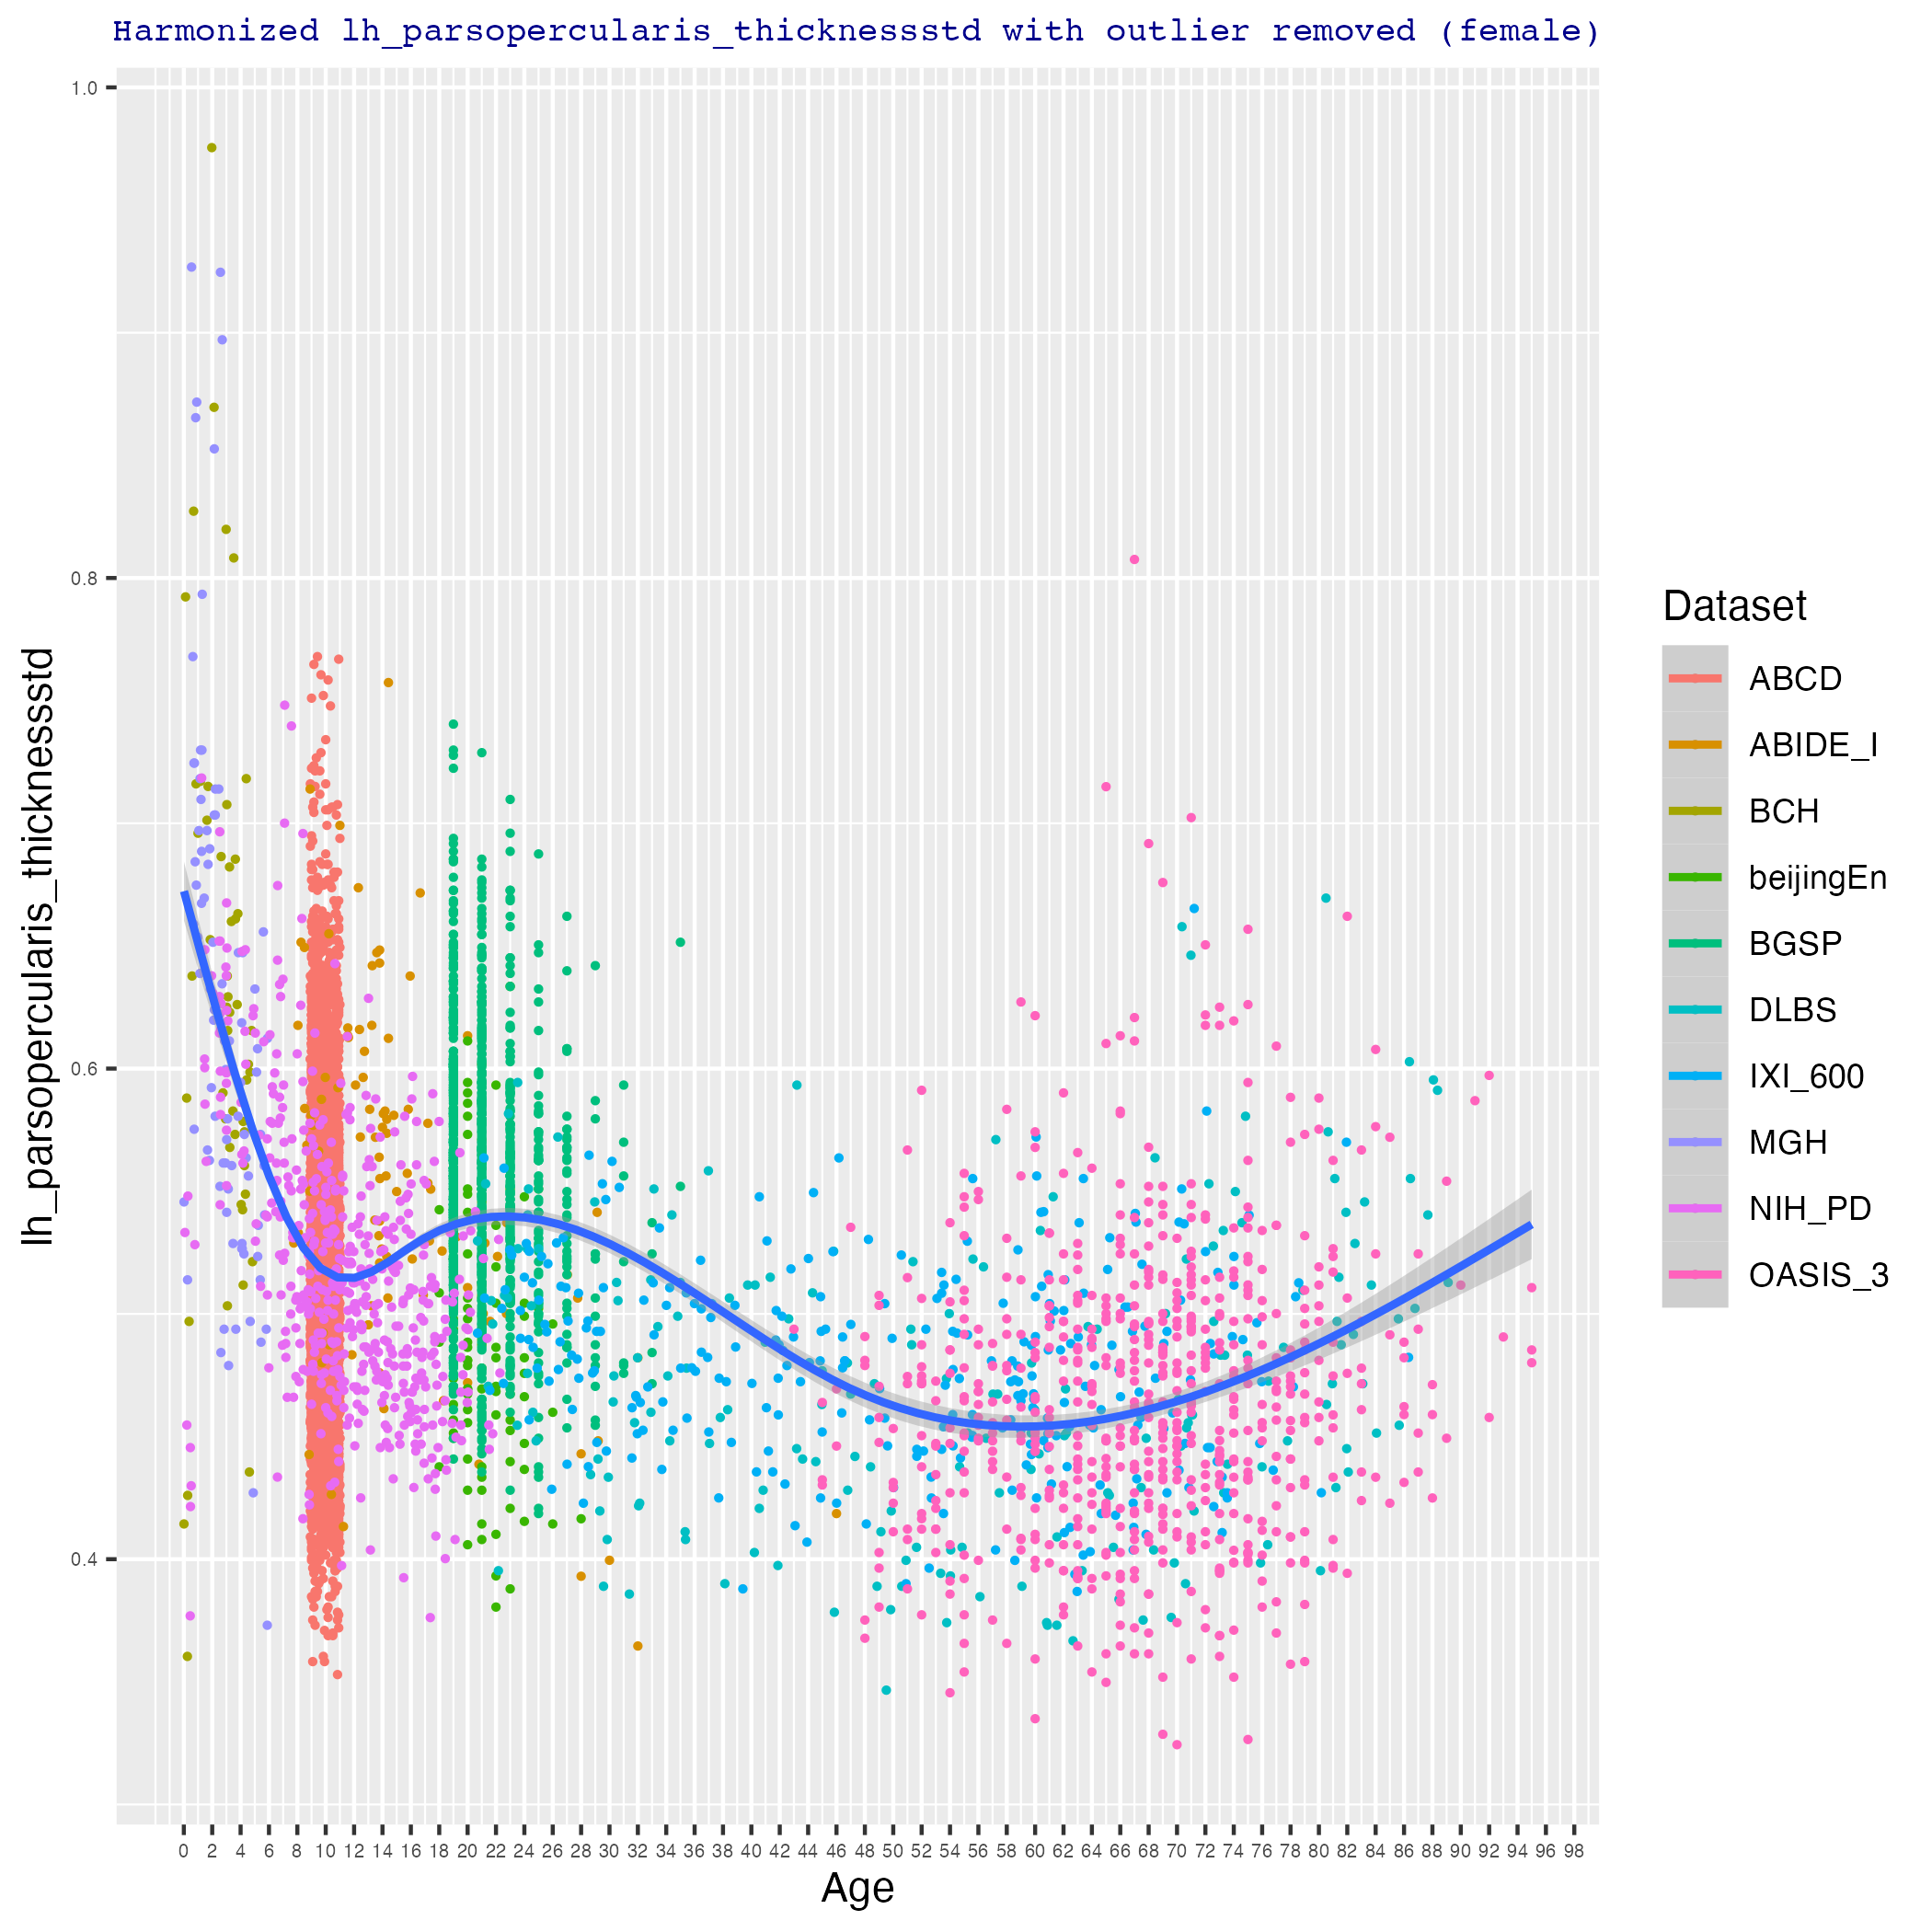 Harmonized lh_parsopercularis_thicknessstd with outlier removed (female)
1.0
0.8
0.6
0.4
lh_parsopercularis_thicknessstd
0 2 4 6 8 10 12 14 16 18 20 22 24 26 28 30 32 34 36 38 40 42 44 46 48 50 52 54 56 58 60 62 64 66 68 70 72 74 76 78 80 82 84 86 88 90 92 94 96 98
Age
Dataset
ABCD
ABIDE_I
BCH
beijingEn
BGSP
DLBS
IXI_600
MGH
NIH_PD
OASIS_3